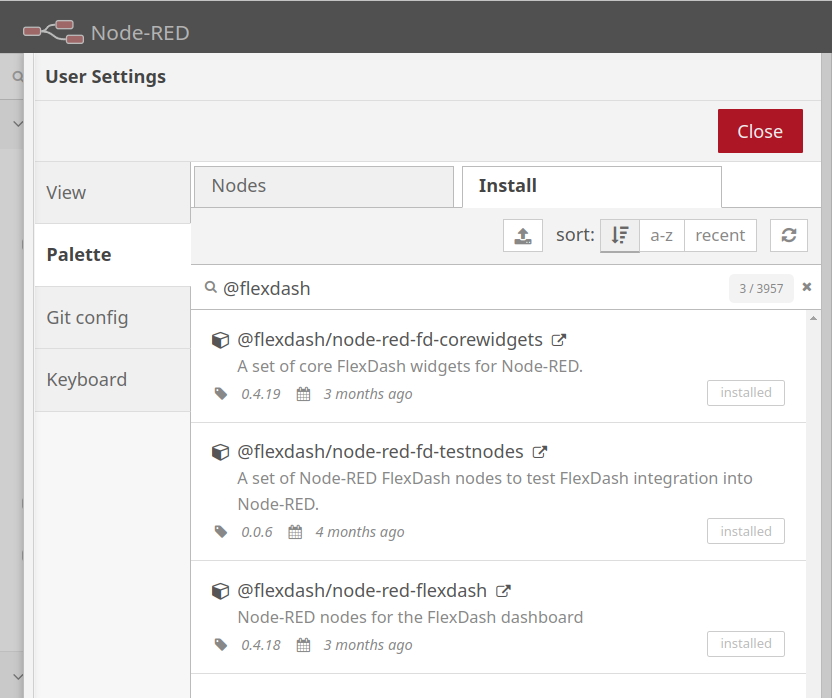 Node-RED
User Settings
Close
View
Palette
Git config
Keyboard
Nodes
Install
sort:
a-z
recent
@flexdash
3 / 3957
@flexdash/node-red-fd-corewidgets
A set of core FlexDash widgets for Node-RED.
0.4.19 3 months ago
installed
@flexdash/node-red-fd-testnodes
A set of Node-RED FlexDash nodes to test FlexDash integration into
Node-RED.
0.0.6 4 months ago
installed
@flexdash/node-red-flexdash
Node-RED nodes for the FlexDash dashboard
0.4.18 3 months ago
installed